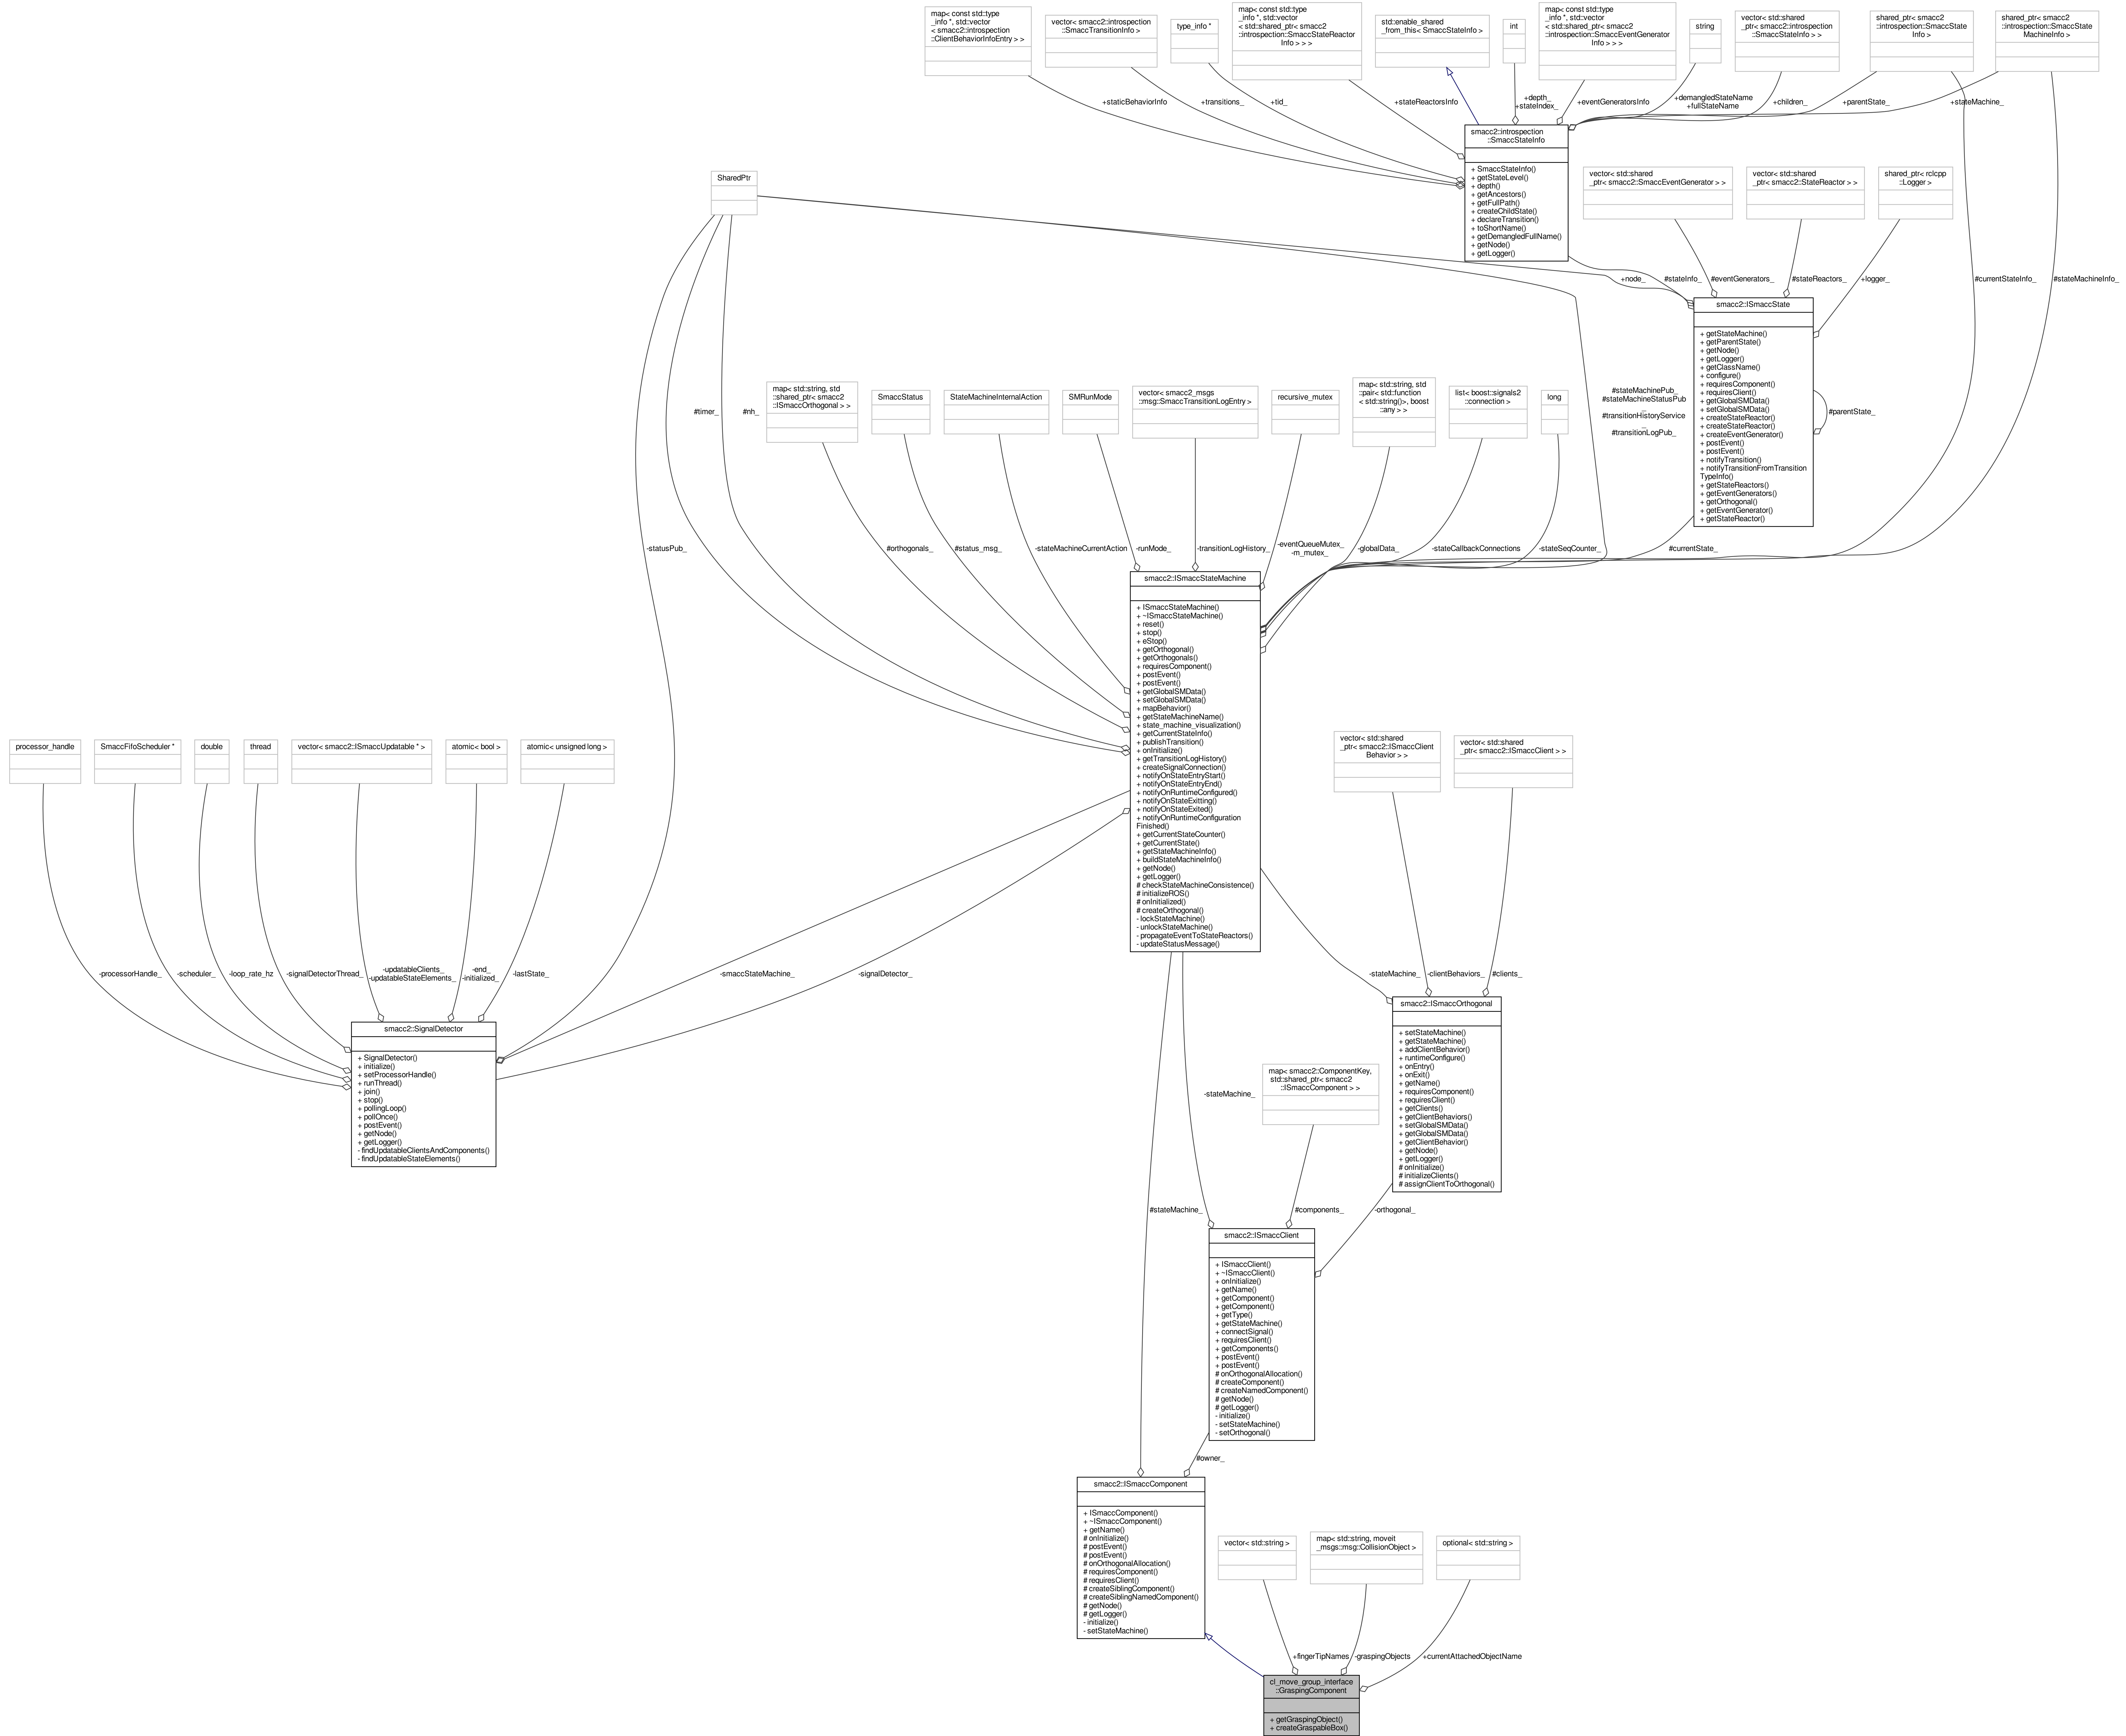 map< const std::type
_info *, std::vector
< smacc2::introspection
::ClientBehaviorInfoEntry > >
vector< smacc2::introspection
::SmaccTransitionInfo >
type_info *
map< const std::type
_info *, std::vector
< std::shared_ptr< smacc2
::introspection::SmaccStateReactor
Info > > >
std::enable_shared
_from_this< SmaccStateInfo >
int
map< const std::type
_info *, std::vector
< std::shared_ptr< smacc2
::introspection::SmaccEventGenerator
Info > > >
string
vector< std::shared
_ptr< smacc2::introspection
::SmaccStateInfo > >
shared_ptr< smacc2
::introspection::SmaccState
Info >
shared_ptr< smacc2
::introspection::SmaccState
MachineInfo >
+staticBehaviorInfo
+transitions_
+tid_
+stateReactorsInfo
+depth_
+stateIndex_
+eventGeneratorsInfo
+demangledStateName
+fullStateName
+children_
+parentState_
+stateMachine_
smacc2::introspection
::SmaccStateInfo
+ SmaccStateInfo()
+ getStateLevel()
+ depth()
+ getAncestors()
+ getFullPath()
+ createChildState()
+ declareTransition()
+ toShortName()
+ getDemangledFullName()
+ getNode()
+ getLogger()
SharedPtr
vector< std::shared
_ptr< smacc2::SmaccEventGenerator > >
vector< std::shared
_ptr< smacc2::StateReactor > >
shared_ptr< rclcpp
::Logger >
+node_
#stateInfo_
#eventGenerators_
#stateReactors_
+logger_
#currentStateInfo_
#stateMachineInfo_
smacc2::ISmaccState
+ getStateMachine()
+ getParentState()
+ getNode()
+ getLogger()
+ getClassName()
+ configure()
+ requiresComponent()
+ requiresClient()
+ getGlobalSMData()
+ setGlobalSMData()
+ createStateReactor()
+ createStateReactor()
+ createEventGenerator()
+ postEvent()
+ postEvent()
+ notifyTransition()
+ notifyTransitionFromTransition
TypeInfo()
+ getStateReactors()
+ getEventGenerators()
+ getOrthogonal()
+ getEventGenerator()
+ getStateReactor()
#parentState_
#timer_
#nh_
map< std::string, std
::shared_ptr< smacc2
::ISmaccOrthogonal > >
SmaccStatus
StateMachineInternalAction
SMRunMode
vector< smacc2_msgs
::msg::SmaccTransitionLogEntry >
recursive_mutex
map< std::string, std
::pair< std::function
< std::string()>, boost
::any > >
list< boost::signals2
::connection >
long
#stateMachinePub_
#stateMachineStatusPub
_
#transitionHistoryService
_
#transitionLogPub_
-statusPub_
#orthogonals_
#status_msg_
-stateMachineCurrentAction
-runMode_
-transitionLogHistory_
-eventQueueMutex_
-m_mutex_
-globalData_
-stateCallbackConnections
-stateSeqCounter_
#currentState_
smacc2::ISmaccStateMachine
+ ISmaccStateMachine()
+ ~ISmaccStateMachine()
+ reset()
+ stop()
+ eStop()
+ getOrthogonal()
+ getOrthogonals()
+ requiresComponent()
+ postEvent()
+ postEvent()
+ getGlobalSMData()
+ setGlobalSMData()
+ mapBehavior()
+ getStateMachineName()
+ state_machine_visualization()
+ getCurrentStateInfo()
+ publishTransition()
+ onInitialize()
+ getTransitionLogHistory()
+ createSignalConnection()
+ notifyOnStateEntryStart()
+ notifyOnStateEntryEnd()
+ notifyOnRuntimeConfigured()
+ notifyOnStateExitting()
+ notifyOnStateExited()
+ notifyOnRuntimeConfiguration
Finished()
+ getCurrentStateCounter()
+ getCurrentState()
+ getStateMachineInfo()
+ buildStateMachineInfo()
+ getNode()
+ getLogger()
# checkStateMachineConsistence()
# initializeROS()
# onInitialized()
# createOrthogonal()
- lockStateMachine()
- unlockStateMachine()
- propagateEventToStateReactors()
- updateStatusMessage()
processor_handle
SmaccFifoScheduler *
double
thread
vector< smacc2::ISmaccUpdatable * >
atomic< bool >
atomic< unsigned long >
vector< std::shared
_ptr< smacc2::ISmaccClient
Behavior > >
vector< std::shared
_ptr< smacc2::ISmaccClient > >
-processorHandle_
-scheduler_
-loop_rate_hz
-signalDetectorThread_
-updatableClients_
-updatableStateElements_
-end_
-initialized_
-lastState_
-smaccStateMachine_
-signalDetector_
-stateMachine_
-clientBehaviors_
#clients_
smacc2::SignalDetector
+ SignalDetector()
+ initialize()
+ setProcessorHandle()
+ runThread()
+ join()
+ stop()
+ pollingLoop()
+ pollOnce()
+ postEvent()
+ getNode()
+ getLogger()
- findUpdatableClientsAndComponents()
- findUpdatableStateElements()
smacc2::ISmaccOrthogonal
+ setStateMachine()
+ getStateMachine()
+ addClientBehavior()
+ runtimeConfigure()
+ onEntry()
+ onExit()
+ getName()
+ requiresComponent()
+ requiresClient()
+ getClients()
+ getClientBehaviors()
+ setGlobalSMData()
+ getGlobalSMData()
+ getClientBehavior()
+ getNode()
+ getLogger()
# onInitialize()
# initializeClients()
# assignClientToOrthogonal()
-stateMachine_
map< smacc2::ComponentKey,
std::shared_ptr< smacc2
::ISmaccComponent > >
#stateMachine_
#components_
-orthogonal_
smacc2::ISmaccClient
+ ISmaccClient()
+ ~ISmaccClient()
+ onInitialize()
+ getName()
+ getComponent()
+ getComponent()
+ getType()
+ getStateMachine()
+ connectSignal()
+ requiresClient()
+ getComponents()
+ postEvent()
+ postEvent()
# onOrthogonalAllocation()
# createComponent()
# createNamedComponent()
# getNode()
# getLogger()
- initialize()
- setStateMachine()
- setOrthogonal()
#owner_
smacc2::ISmaccComponent
+ ISmaccComponent()
+ ~ISmaccComponent()
+ getName()
# onInitialize()
# postEvent()
# postEvent()
# onOrthogonalAllocation()
# requiresComponent()
# requiresClient()
# createSiblingComponent()
# createSiblingNamedComponent()
# getNode()
# getLogger()
- initialize()
- setStateMachine()
vector< std::string >
map< std::string, moveit
_msgs::msg::CollisionObject >
optional< std::string >
+fingerTipNames
-graspingObjects
+currentAttachedObjectName
cl_move_group_interface
::GraspingComponent
+ getGraspingObject()
+ createGraspableBox()